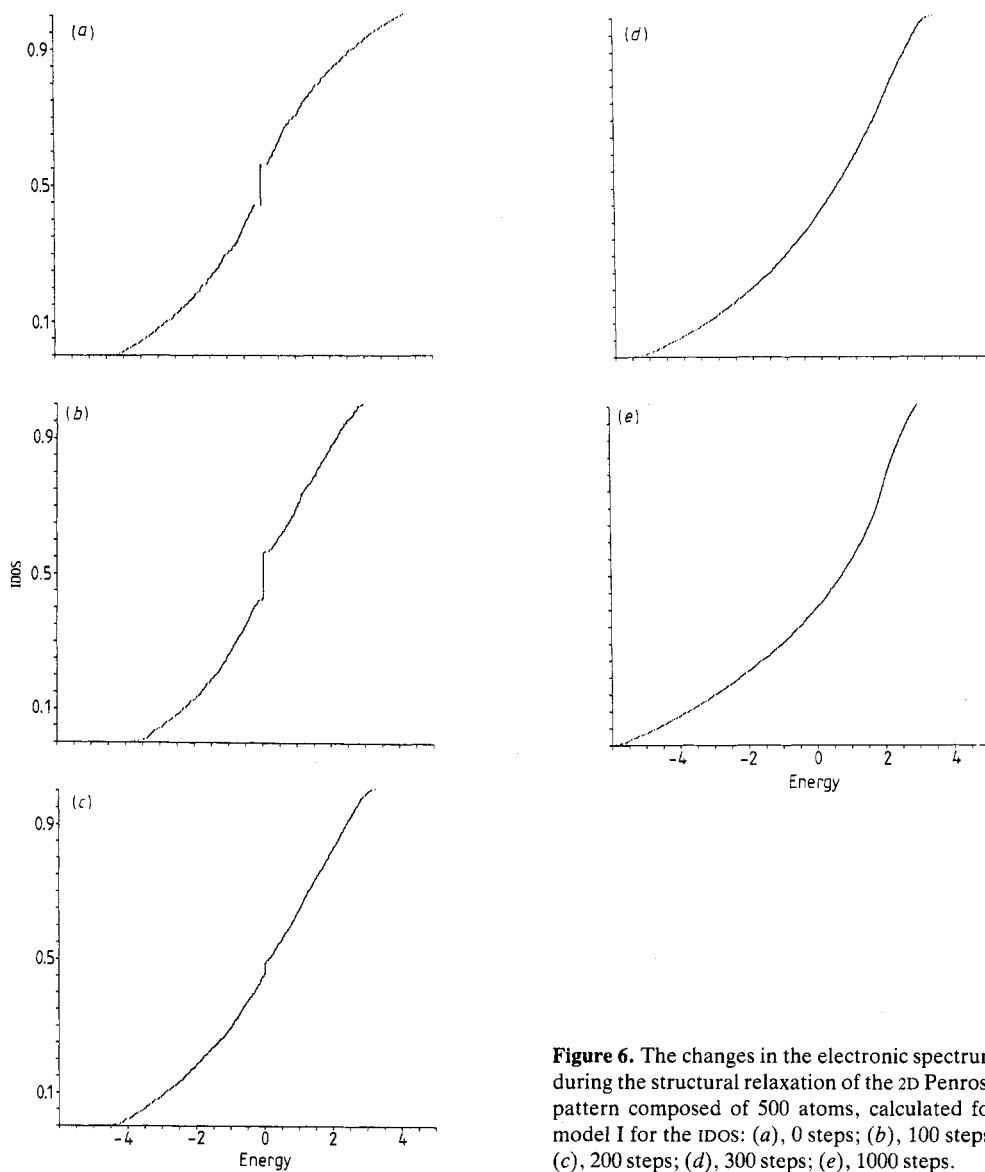 (a)
0.9
0.5
0.1
(d)
(b)
0.9
0.5
0.1
IDOS
(e)
-4 -2 0 2 4
Energy
(c)
0.9
0.5
0.1
-4 -2 0 2 4
Energy
Figure 6. The changes in the electronic spectrum
during the structural relaxation of the 2D Penros
pattern composed of 500 atoms, calculated fo
model I for the IDOS: (a), 0 steps; (b), 100 steps
(c), 200 steps; (d), 300 steps; (e), 1000 steps.